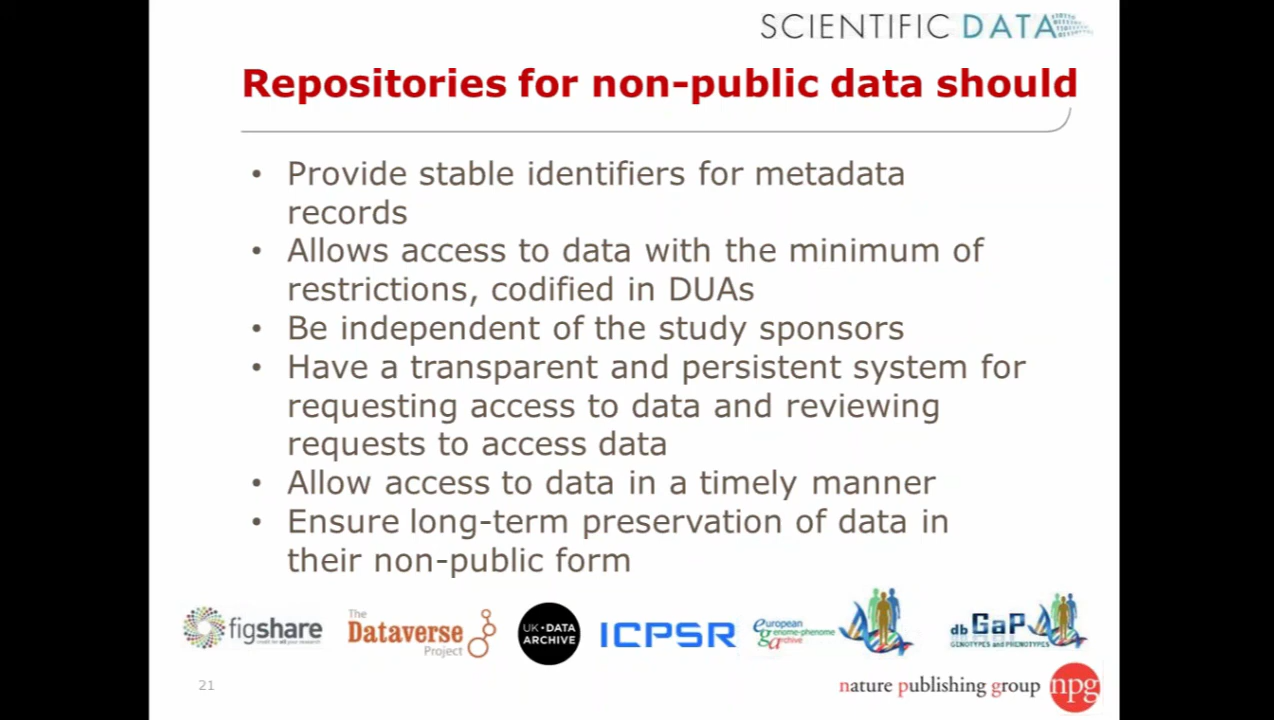 SCIENTIFIC DATA
Repositories for non-public data should
• Provide stable identifiers for metadata
records
• Allows access to data with the minimum of
restrictions, codified in DUAs
• Be independent of the study sponsors
• Have a transparent and persistent system for
requesting access to data and reviewing
requests to access data
• Allow access to data in a timely manner
• Ensure long-term preservation of data in
their non-public form
figshare
The
Dataverse
Project
UK•DATA
ARCHIVE
ICPSR
european
genome-phenome
archive
dbGaP
GENOTYPES and PHENOTYPES
21
nature publishing group npg